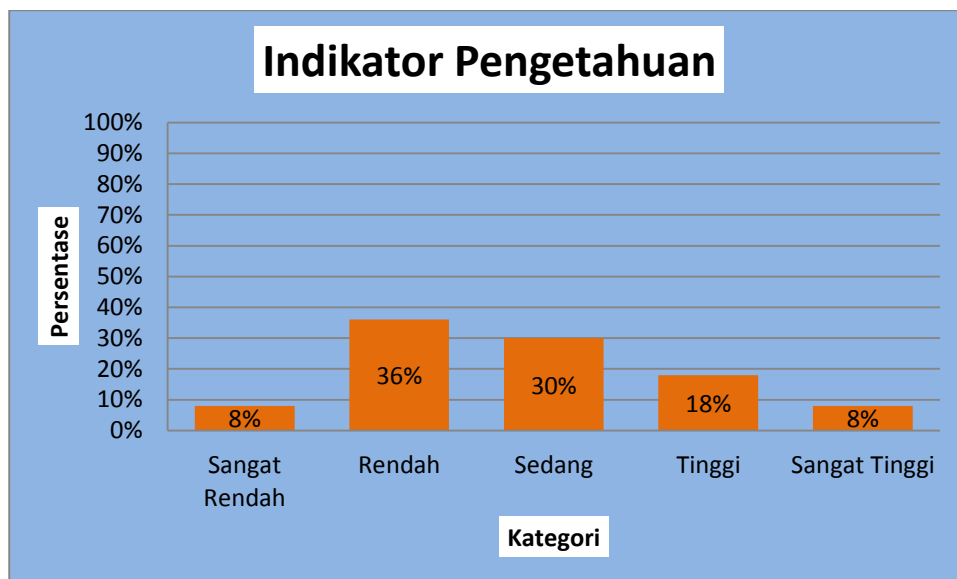 Indikator Pengetahuan
100%
90%
80%
70%
60%
50%
40%
30%
20%
10%
0%
Persentase
8%
36%
30%
18%
8%
Sangat
Rendah
Rendah
Sedang
Tinggi
Sangat Tinggi
Kategori